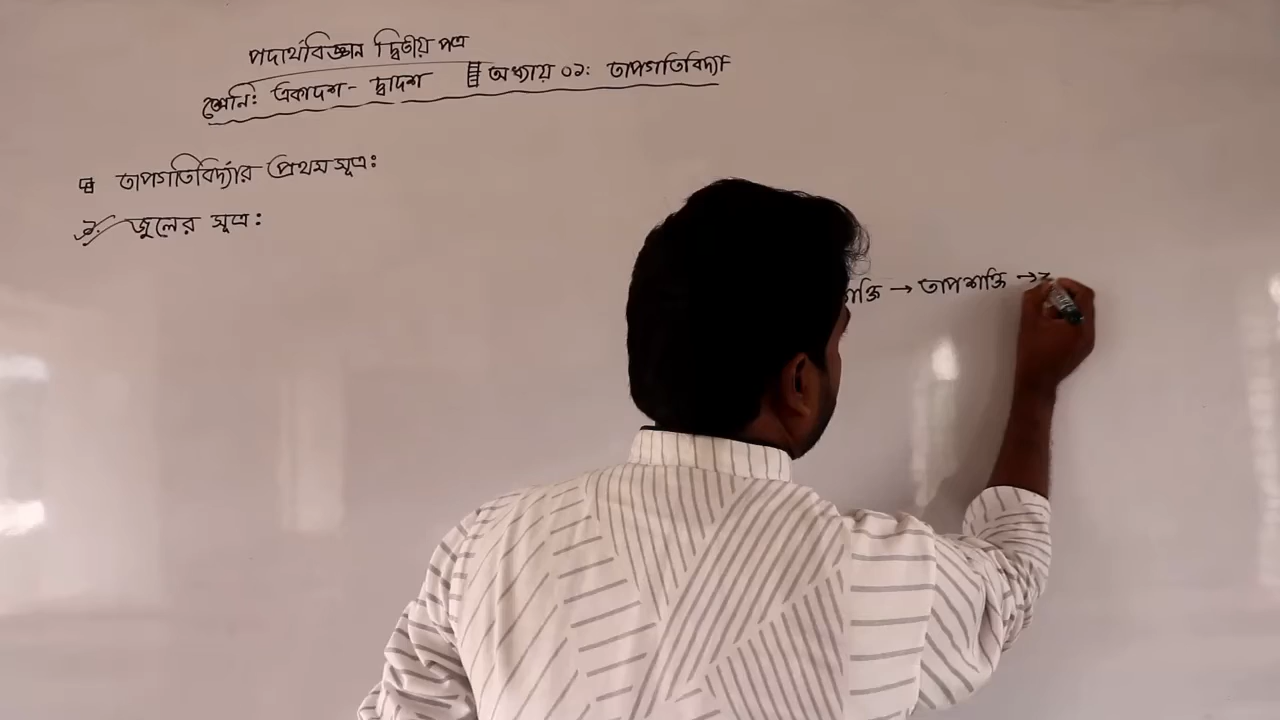 পদার্থবিজ্ঞান দ্বিতীয় পত্র
শ্রেনি: একাদশ - দ্বাদশ অধ্যায় ০১: তাপগতিবিদ্যা
তাপগতিবিদ্যার প্রথম সূত্র:
জুলের সূত্র:
→ তাপশক্তি →